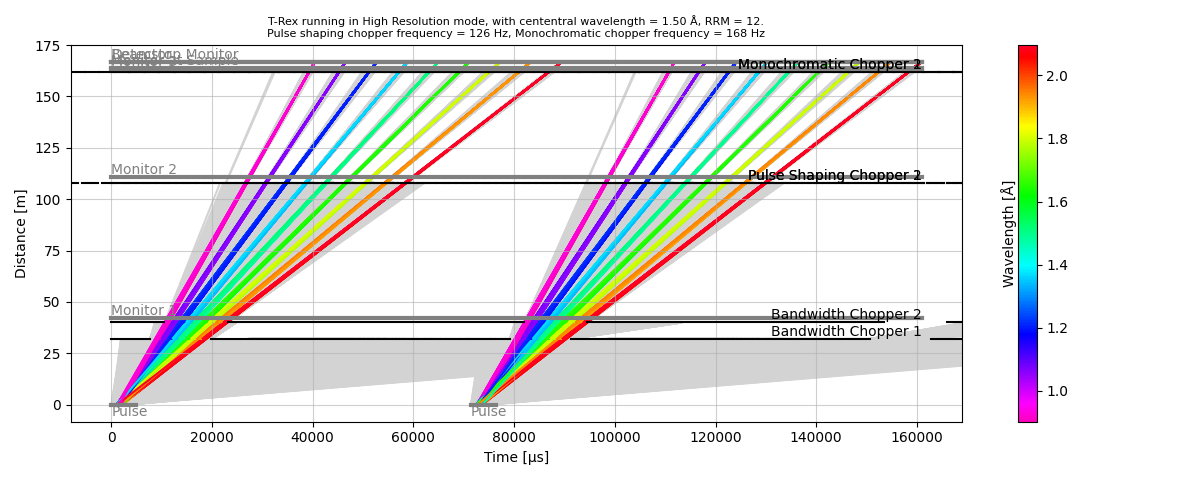 T-Rex running in High Resolution mode, with cententral wavelength = 1.50 Å, RRM = 12.
Pulse shaping chopper frequency = 126 Hz, Monochromatic chopper frequency = 168 Hz
175
150
125
100
75
50
25
0
Distance [m]
Monitor
Monochromatic Chopper 2
Monitor 2
Pulse Shaping Chopper 2
Monitor
Bandwidth Chopper 2
Bandwidth Chopper 1
Pulse
Pulse
0
20000
40000
60000
80000
100000
120000
140000
160000
Time [μs]
2.0
1.8
1.6
1.4
1.2
1.0
Wavelength [Å]